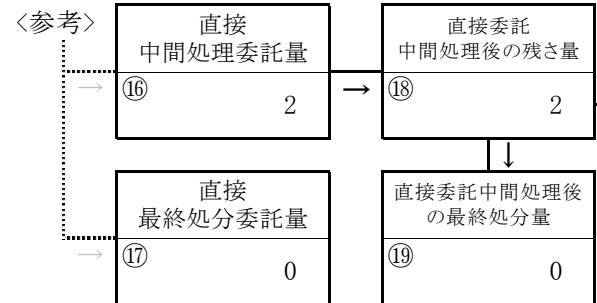 〈参考〉
直接
中間処理委託量
→
⑯
2
→
直接委託
中間処理後の残さ量
⑱
2
↓
直接
最終処分委託量
→
⑰
0
直接委託中間処理後
の最終処分量
⑲
0